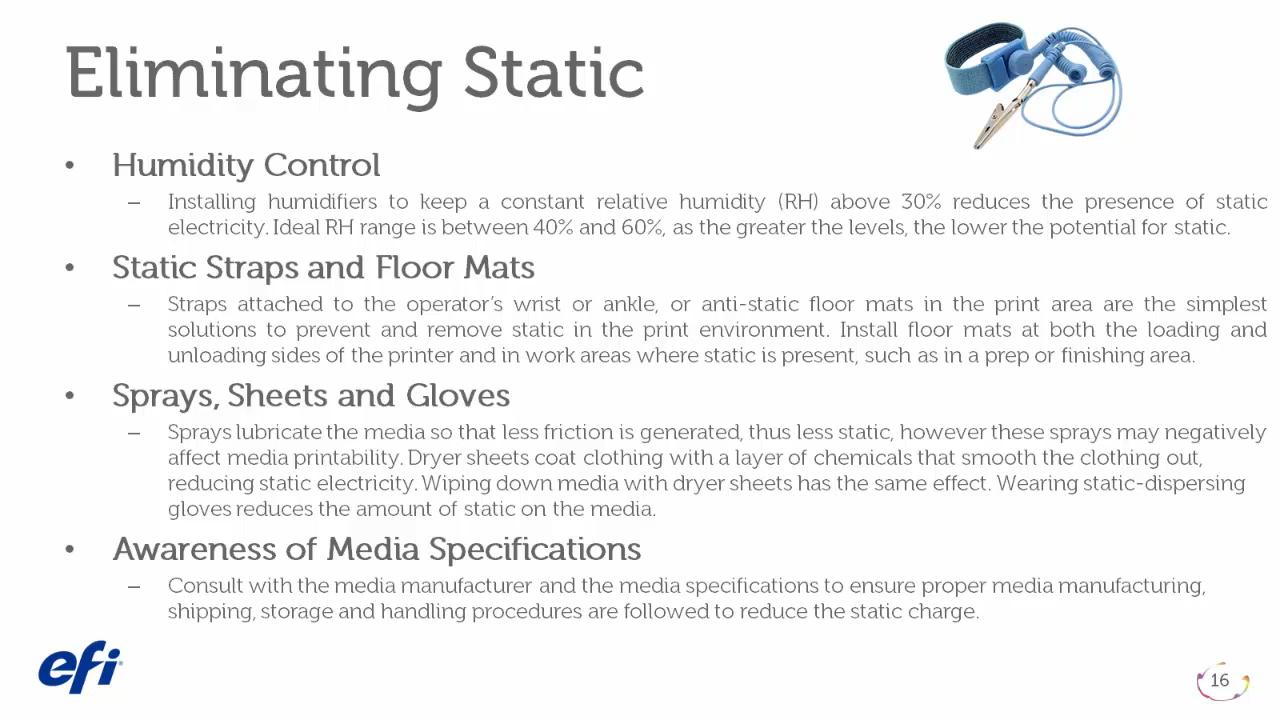 Eliminating Static
• Humidity Control
– Installing humidifiers to keep a constant relative humidity (RH) above 30% reduces the presence of static
electricity. Ideal RH range is between 40% and 60%, as the greater the levels, the lower the potential for static.
• Static Straps and Floor Mats
– Straps attached to the operator’s wrist or ankle, or anti-static floor mats in the print area are the simplest
solutions to prevent and remove static in the print environment. Install floor mats at both the loading and
unloading sides of the printer and in work areas where static is present, such as in a prep or finishing area.
• Sprays, Sheets and Gloves
– Sprays lubricate the media so that less friction is generated, thus less static, however these sprays may negatively
affect media printability. Dryer sheets coat clothing with a layer of chemicals that smooth the clothing out,
reducing static electricity. Wiping down media with dryer sheets has the same effect. Wearing static-dispersing
gloves reduces the amount of static on the media.
• Awareness of Media Specifications
– Consult with the media manufacturer and the media specifications to ensure proper media manufacturing,
shipping, storage and handling procedures are followed to reduce the static charge.
efi
16